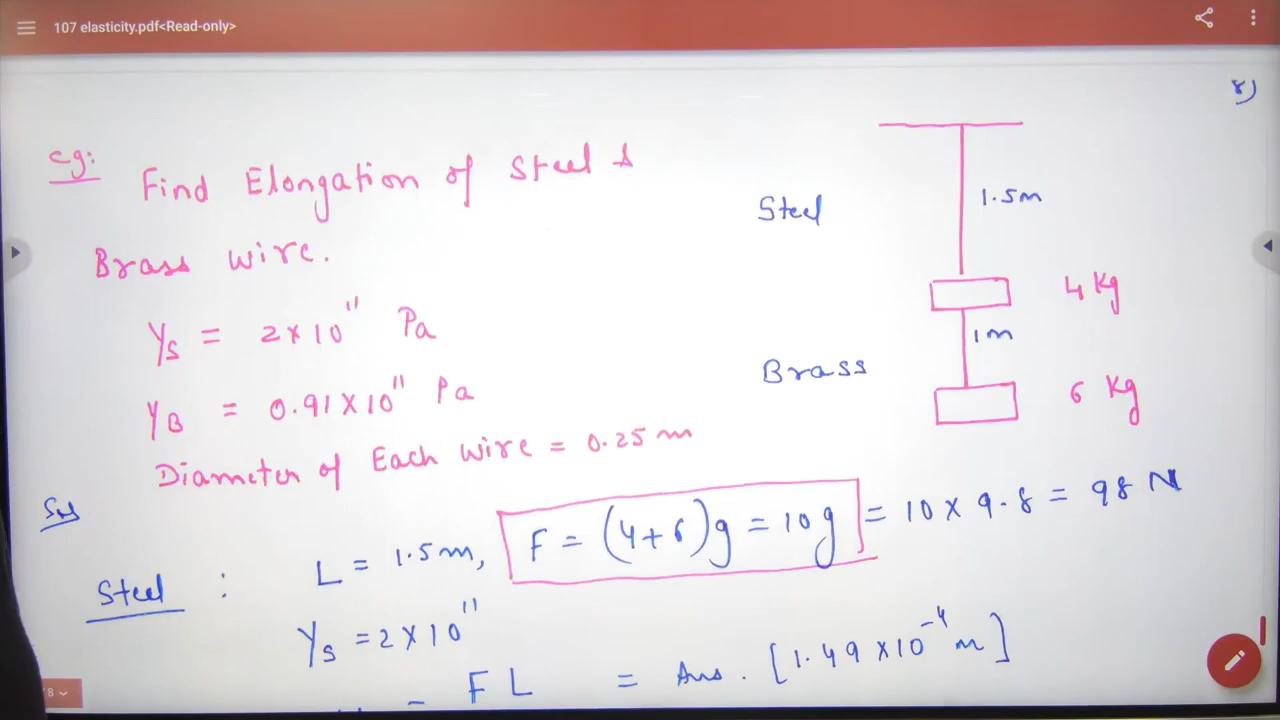 107 elasticity.pdf<Read-only>
8)
eg:
Find Elongation of Steel &
Brass wire.
Ys = 2×10¹¹ Pa
YB = 0.91×10¹¹ Pa
Diameter of Each wire = 0.25 m
Steel
1.5m
4 Kg
1m
Brass
6 Kg
Sol
Steel : L = 1.5m, F = (4+6)g = 10g = 10 × 9.8 = 98 N
Ys = 2×10¹¹
FL = Ans. [1.49×10⁻⁴ m]
/8